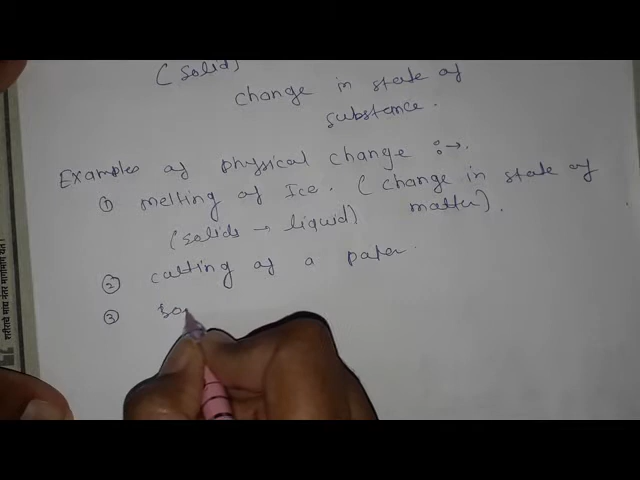 (Solid)
Change in state of
substance.
Examples of physical change :→.
① melting of Ice. (change in state of
(solids → liquid) matter).
② cutting of a paper.
③ so